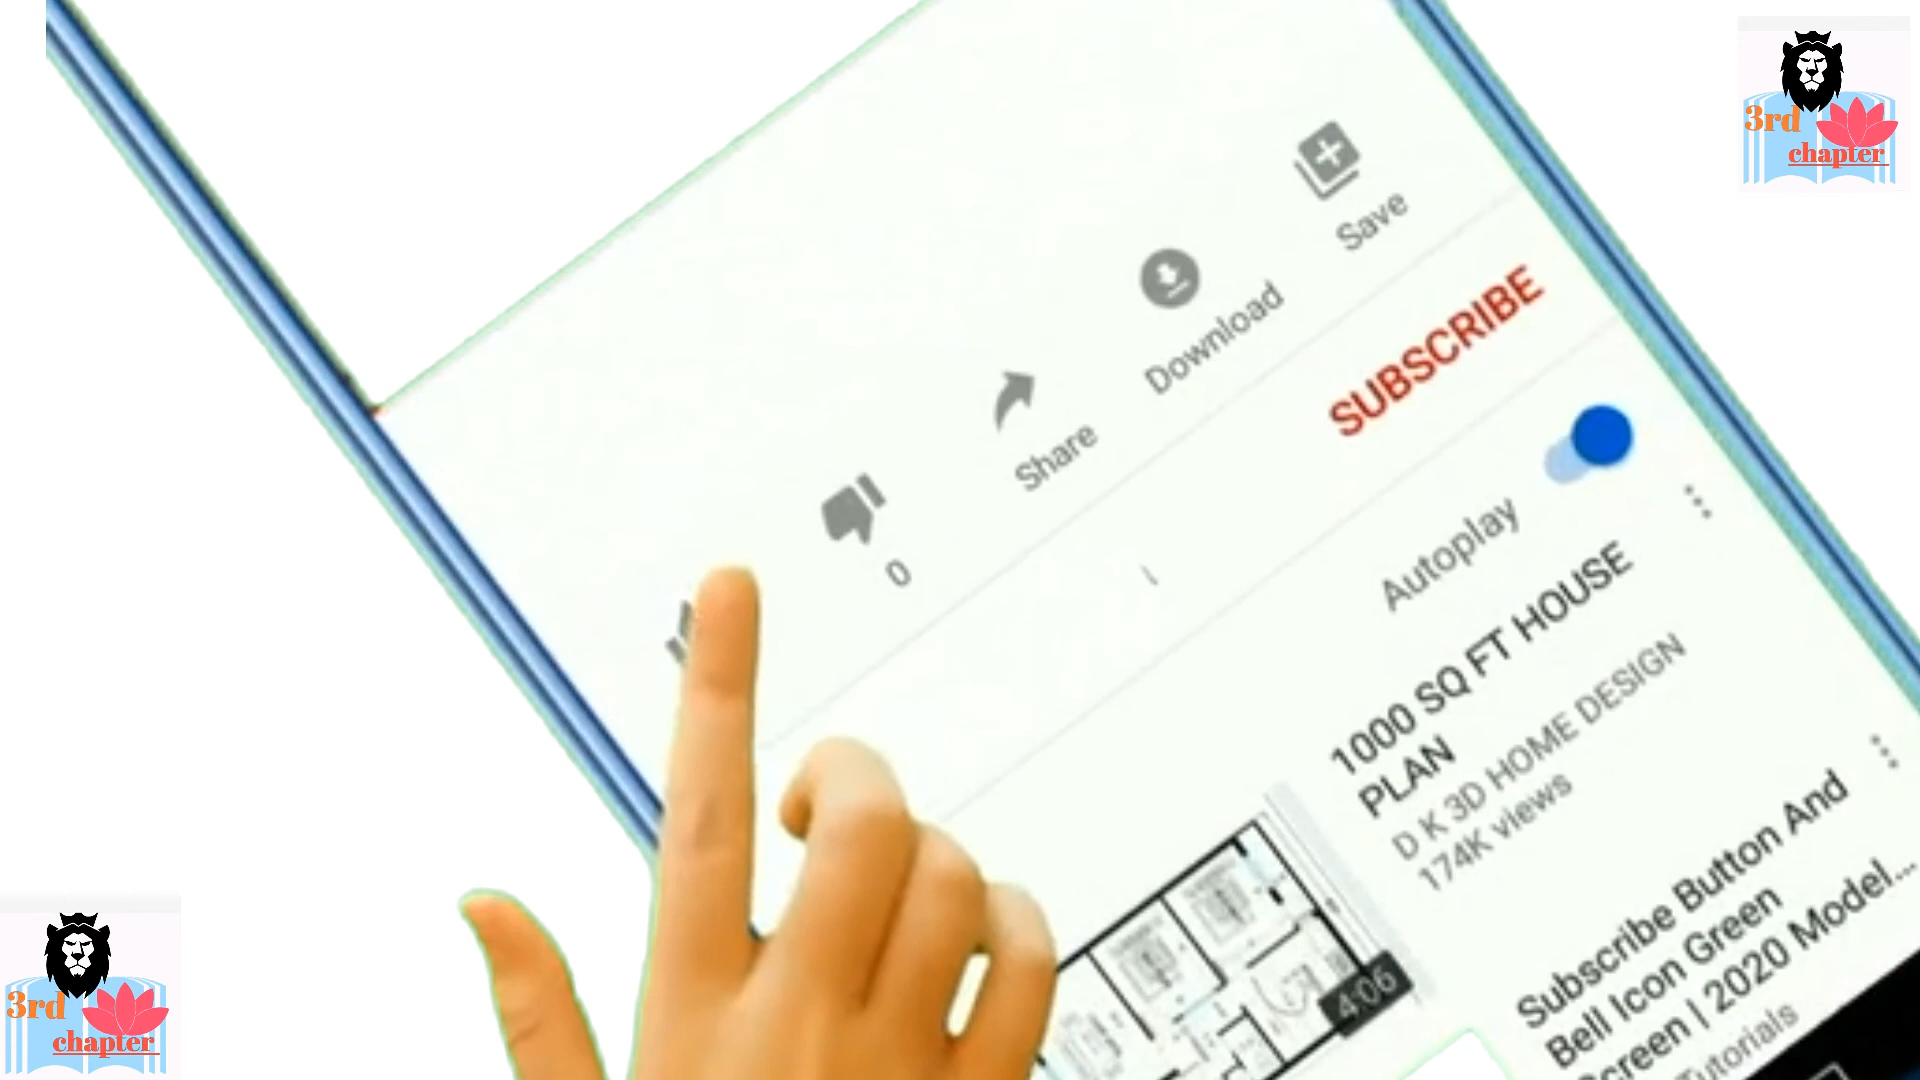 3rd
chapter
Save
Download
Share
0
SUBSCRIBE
Autoplay
1000 SQ FT HOUSE
PLAN
D K 3D HOME DESIGN
174K views
4:06
Subscribe Button And
Bell Icon Green
Screen | 2020 Model...
Tutorials
3rd
chapter